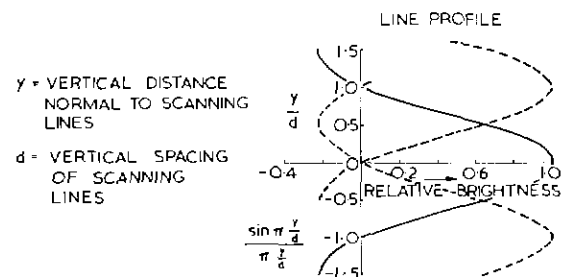 LINE PROFILE
y = VERTICAL DISTANCE
NORMAL TO SCANNING
LINES
d = VERTICAL SPACING
OF SCANNING
LINES
y/d
1·5
1·0
0·5
0
-0·5
-1·0
-1·5
-0·4
0·2
0·6
1·0
RELATIVE BRIGHTNESS
sin π y/d
π y/d